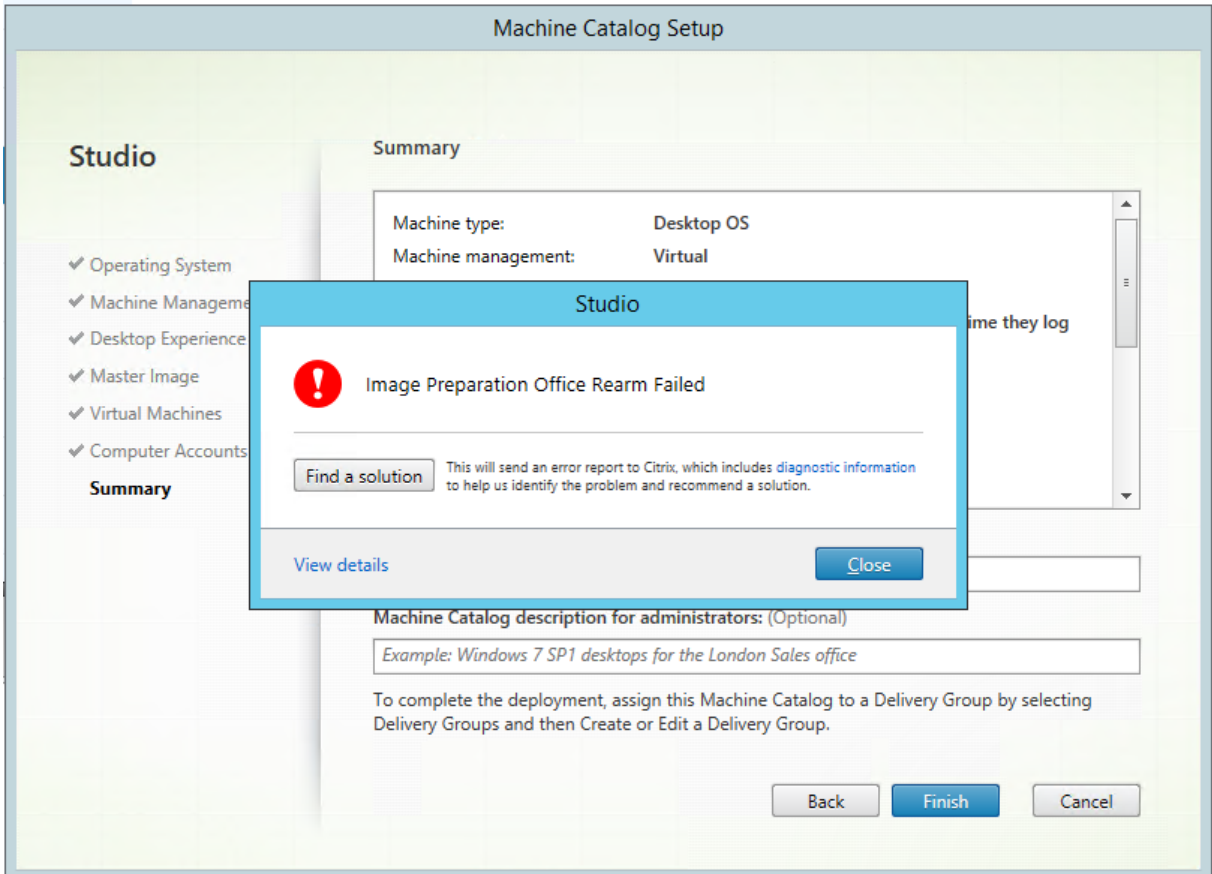 Machine Catalog Setup
Studio
Summary
Machine type: Desktop OS
Machine management: Virtual
✔ Operating System
✔ Machine Manageme
✔ Desktop Experience
✔ Master Image
✔ Virtual Machines
✔ Computer Accounts
Summary
ime they log
Studio
Image Preparation Office Rearm Failed
Find a solution
This will send an error report to Citrix, which includes diagnostic information
to help us identify the problem and recommend a solution.
View details
Close
Machine Catalog description for administrators: (Optional)
Example: Windows 7 SP1 desktops for the London Sales office
To complete the deployment, assign this Machine Catalog to a Delivery Group by selecting
Delivery Groups and then Create or Edit a Delivery Group.
Back
Finish
Cancel